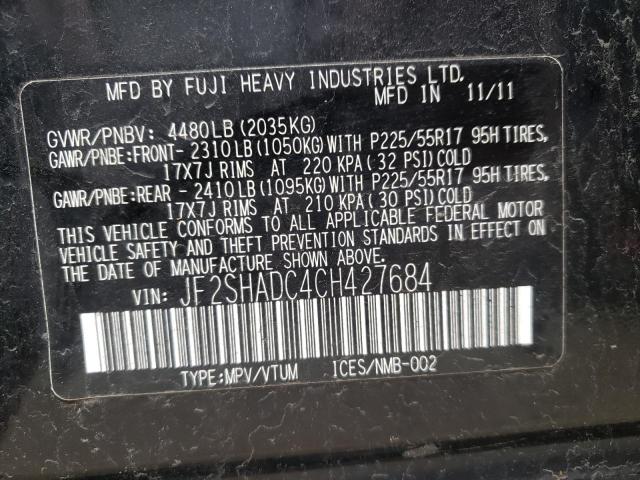 MFD BY FUJI HEAVY INDUSTRIES LTD.
MFD IN 11/11
GVWR/PNBV: 4480LB (2035KG)
GAWR/PNBE:FRONT- 2310LB (1050KG) WITH P225/55R17 95H TIRES,
17X7J RIMS AT 220 KPA ( 32 PSI) COLD
GAWR/PNBE:REAR - 2410LB (1095KG) WITH P225/55R17 95H TIRES,
17X7J RIMS AT 210 KPA ( 30 PSI) COLD
THIS VEHICLE CONFORMS TO ALL APPLICABLE FEDERAL MOTOR
VEHICLE SAFETY AND THEFT PREVENTION STANDARDS IN EFFECT ON
THE DATE OF MANUFACTURE SHOWN ABOVE.
VIN: JF2SHADC4CH427684
TYPE:MPV/VTUM ICES/NMB-002